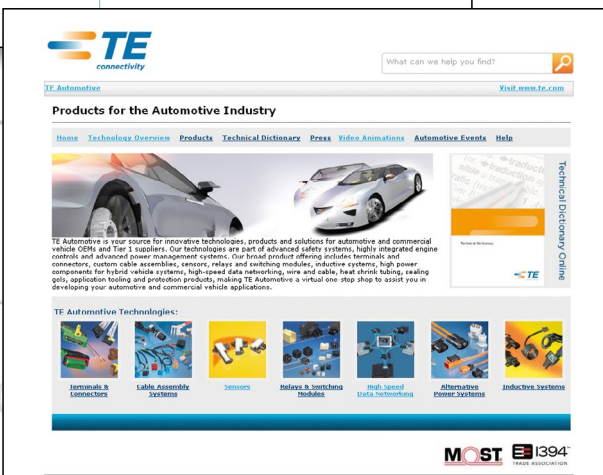 TE
connectivity
What can we help you find?
TE Automotive
Visit www.te.com
Products for the Automotive Industry
Home Technology Overview Products Technical Dictionary Press Video Animations Automotive Events Help
TE Automotive is your source for innovative technologies, products and solutions for automotive and commercial
vehicle OEMs and Tier 1 suppliers. Our technologies are part of advanced safety systems, highly integrated engine
controls and advanced power management systems. Our broad product offering includes terminals and
connectors, custom cable assemblies, sensors, relays and switching modules, inductive systems, high power
components for hybrid vehicle systems, high-speed data networking, wire and cable, heat shrink tubing, sealing
gels, application tooling and protection products, making TE Automotive a virtual one-stop shop to assist you in
developing your automotive and commercial vehicle applications.
Technical Dictionary
TE
Technical Dictionary Online
TE Automotive Technologies:
Terminals &
Connectors
Cable Assembly
Systems
Sensors
Relays & Switching
Modules
High Speed
Data Networking
Alternative
Power Systems
Inductive Systems
MOST
1394
TRADE ASSOCIATION